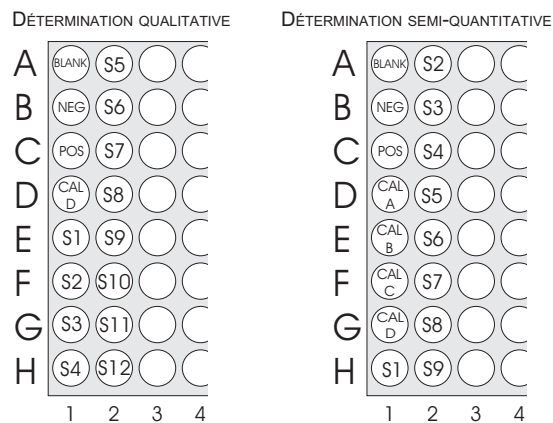 DÉTERMINATION QUALITATIVE
A BLANK S5
B NEG S6
C POS S7
D CAL D S8
E S1 S9
F S2 S10
G S3 S11
H S4 S12
1 2 3 4
DÉTERMINATION SEMI-QUANTITATIVE
A BLANK S2
B NEG S3
C POS S4
D CAL A S5
E CAL B S6
F CAL C S7
G CAL D S8
H S1 S9
1 2 3 4